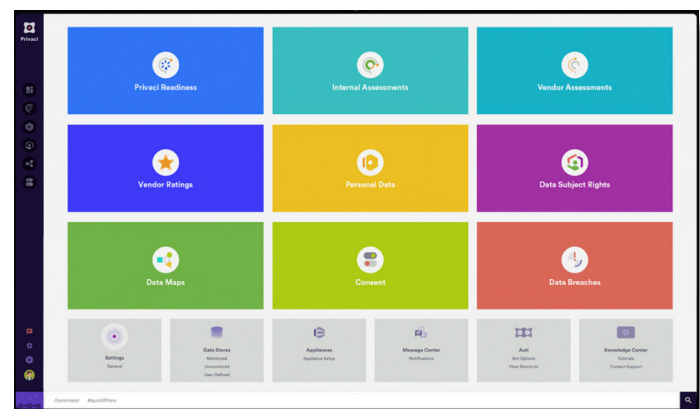 Privaci
Privaci Readiness
Internal Assessments
Vendor Assessments
Vendor Ratings
Personal Data
Data Subject Rights
Data Maps
Consent
Data Breaches
Settings
General
Data Stores
Monitored
Unmonitored
User-Defined
Appliances
Appliance Setup
Message Center
Notifications
Auti
Bot Options
View Shortcuts
Knowledge Center
Tutorials
Contact Support
/command #quickfilters